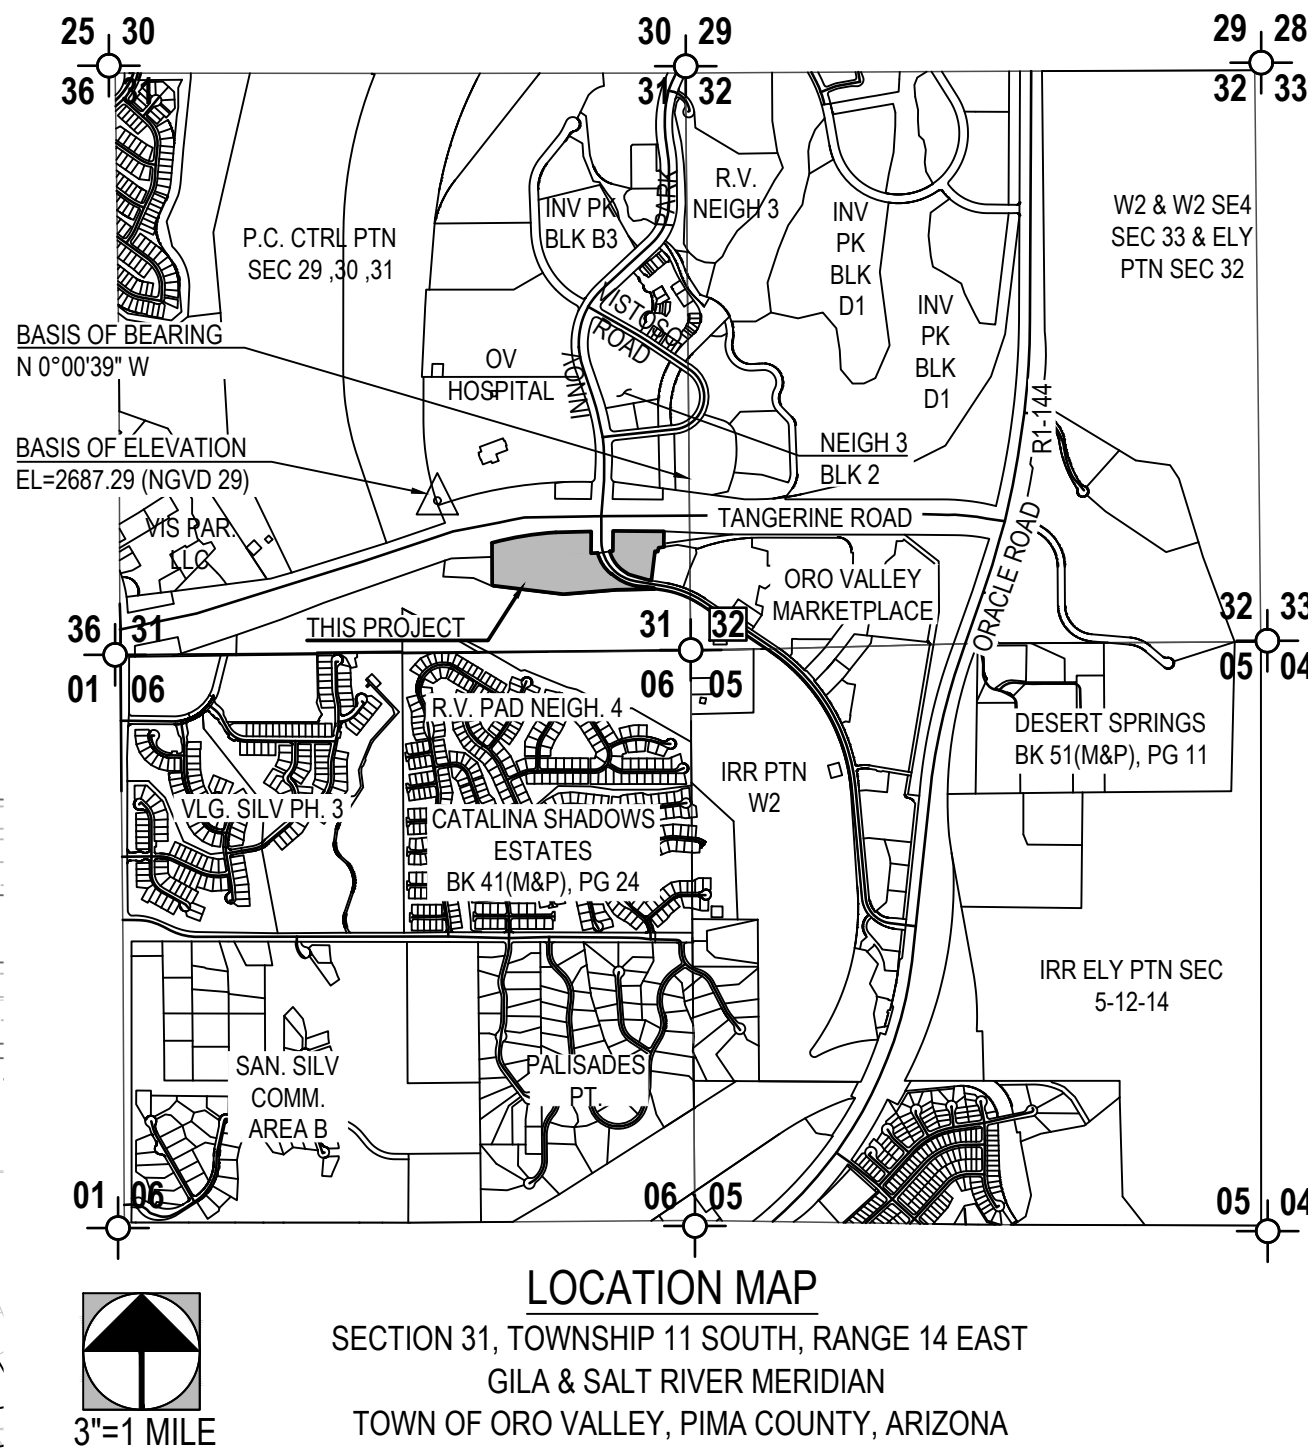 25 30
30 29
29 28
36 31
31 32
32 33
R.V.
NEIGH 3
INV PK
BLK B3
PARK
INV
PK
BLK
D1
W2 & W2 SE4
SEC 33 & ELY
PTN SEC 32
P.C. CTRL PTN
SEC 29 ,30 ,31
INV
PK
BLK
D1
BASIS OF BEARING
N 0°00'39" W
VISTOSO
ROAD
OV
HOSPITAL
INNOV
R1-144
BASIS OF ELEVATION
EL=2687.29 (NGVD 29)
NEIGH 3
BLK 2
VIS PAR.
LLC
TANGERINE ROAD
ORACLE ROAD
ORO VALLEY
MARKETPLACE
THIS PROJECT
36 31
31 32
32 33
01 06
06 05
05 04
R.V. PAD NEIGH. 4
DESERT SPRINGS
BK 51(M&P), PG 11
IRR PTN
W2
VLG. SILV PH. 3
CATALINA SHADOWS
ESTATES
BK 41(M&P), PG 24
IRR ELY PTN SEC
5-12-14
SAN. SILV
COMM.
AREA B
PALISADES
PT.
01 06
06 05
05 04
LOCATION MAP
SECTION 31, TOWNSHIP 11 SOUTH, RANGE 14 EAST
GILA & SALT RIVER MERIDIAN
TOWN OF ORO VALLEY, PIMA COUNTY, ARIZONA
3"=1 MILE